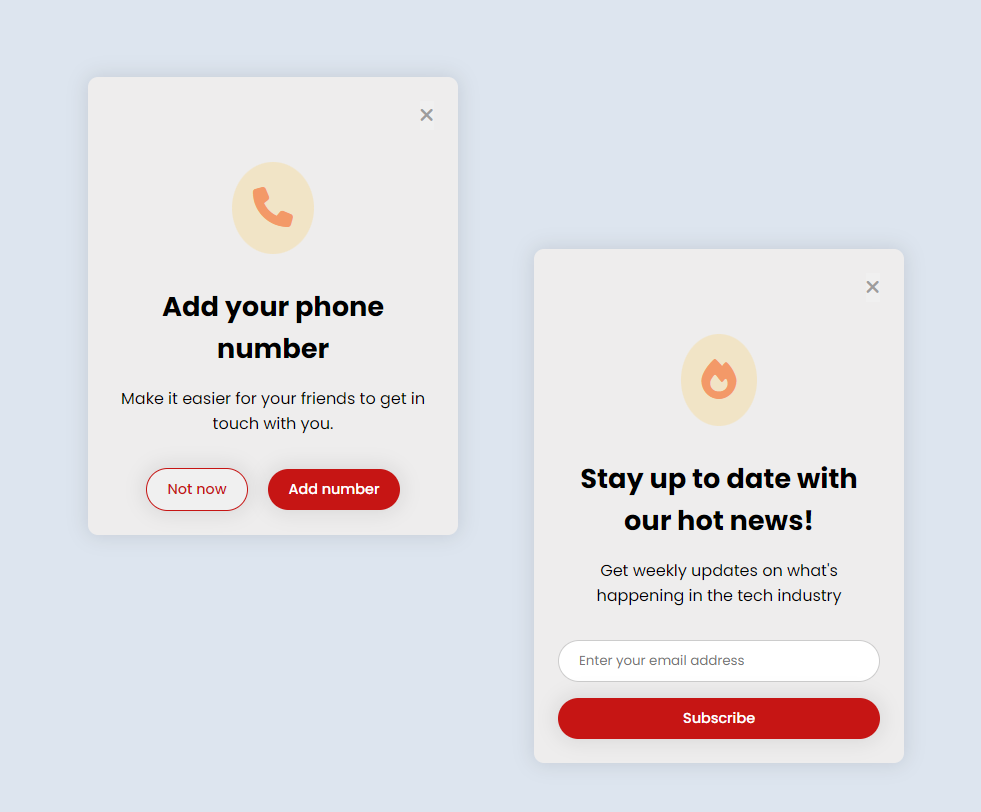 Add your phone
number
Make it easier for your friends to get in
touch with you.
Not now
Add number
Stay up to date with
our hot news!
Get weekly updates on what's
happening in the tech industry
Enter your email address
Subscribe